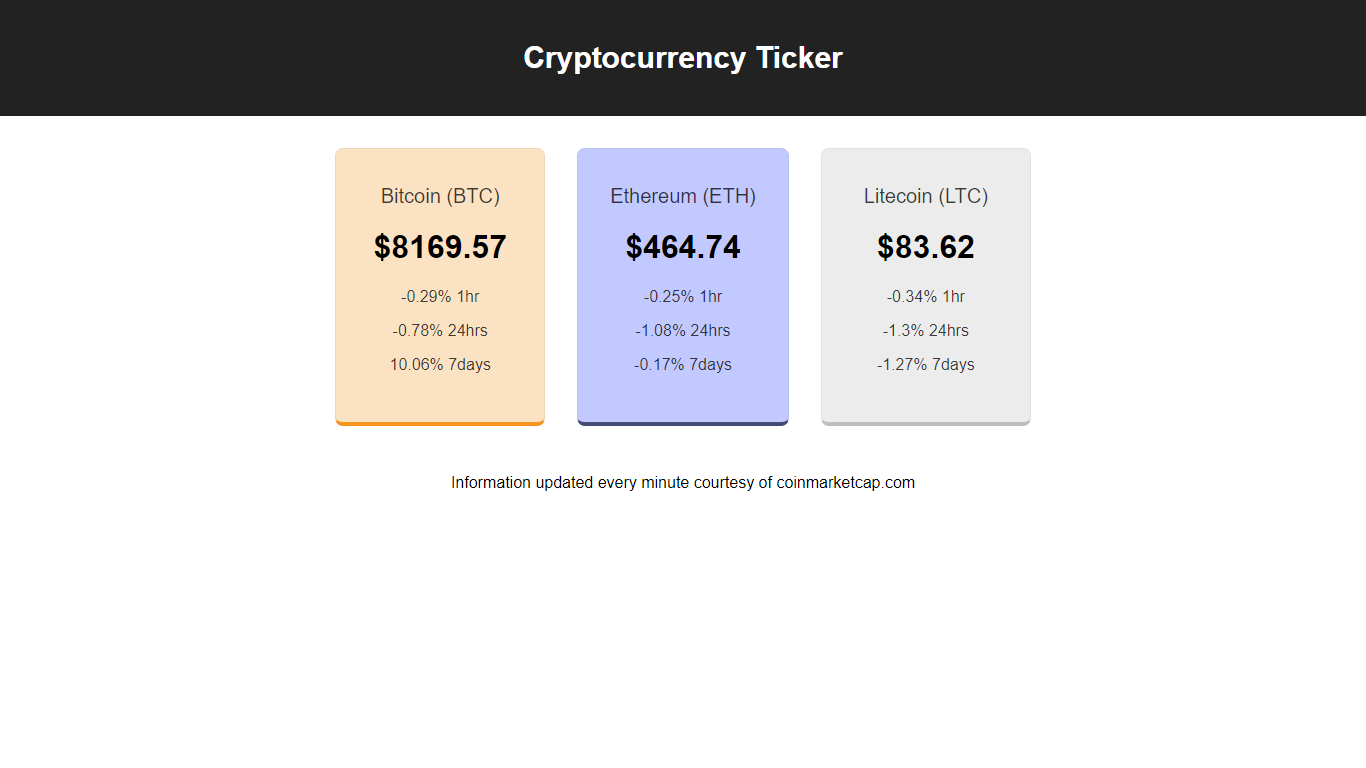 Cryptocurrency Ticker
Bitcoin (BTC)
$8169.57
-0.29% 1hr
-0.78% 24hrs
10.06% 7days
Ethereum (ETH)
$464.74
-0.25% 1hr
-1.08% 24hrs
-0.17% 7days
Litecoin (LTC)
$83.62
-0.34% 1hr
-1.3% 24hrs
-1.27% 7days
Information updated every minute courtesy of coinmarketcap.com